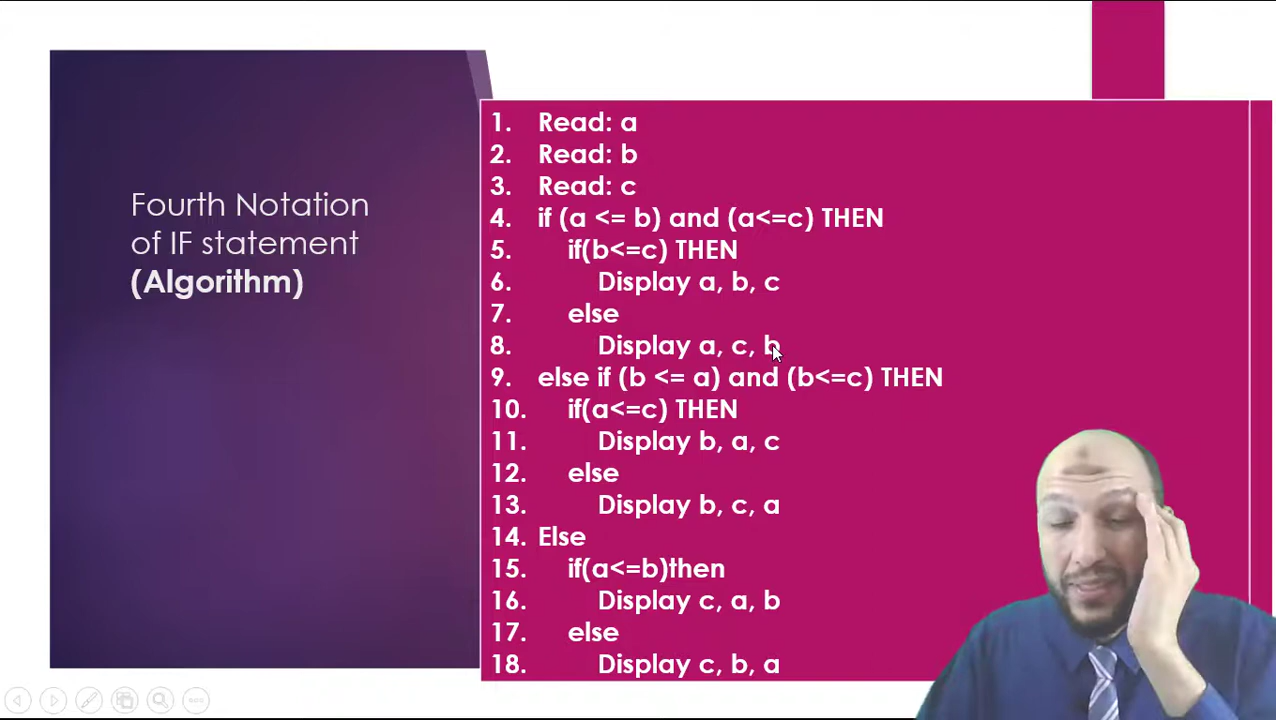 Fourth Notation
of IF statement
(Algorithm)
1. Read: a
2. Read: b
3. Read: c
4. if (a <= b) and (a<=c) THEN
5. if(b<=c) THEN
6. Display a, b, c
7. else
8. Display a, c, b
9. else if (b <= a) and (b<=c) THEN
10. if(a<=c) THEN
11. Display b, a, c
12. else
13. Display b, c, a
14. Else
15. if(a<=b)then
16. Display c, a, b
17. else
18. Display c, b, a